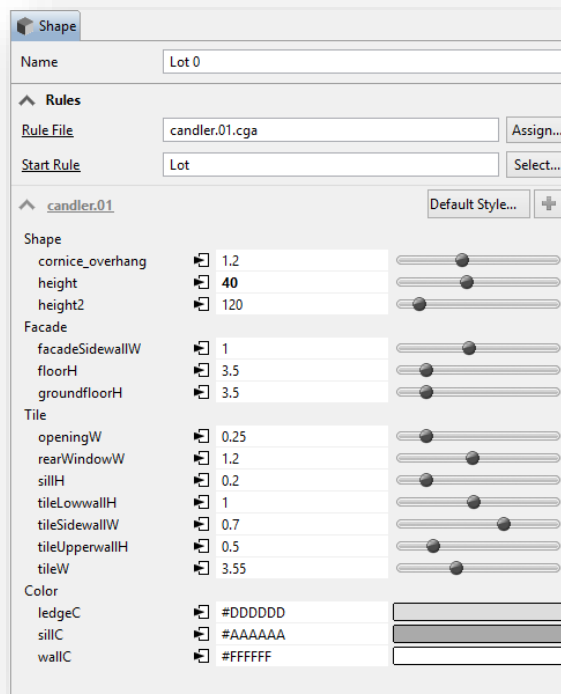 Shape
Name Lot 0
Rules
Rule File candler.01.cga Assign...
Start Rule Lot Select...
candler.01 Default Style...
Shape
cornice_overhang 1.2
height 40
height2 120
Facade
facadeSidewallW 1
floorH 3.5
groundfloorH 3.5
Tile
openingW 0.25
rearWindowW 1.2
sillH 0.2
tileLowwallH 1
tileSidewallW 0.7
tileUpperwallH 0.5
tileW 3.55
Color
ledgeC #DDDDDD
sillC #AAAAAA
wallC #FFFFFF